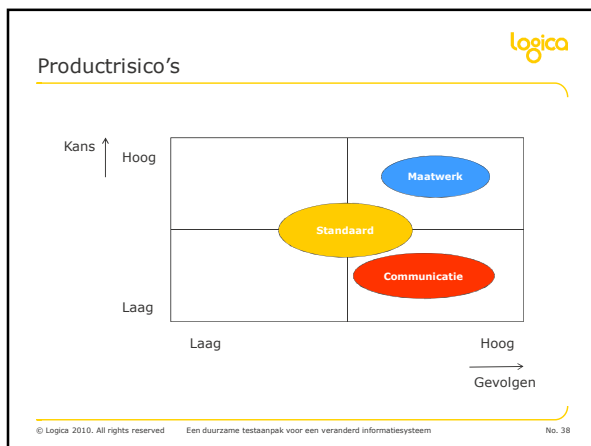 logica
Productrisico's
Kans
Hoog
Maatwerk
Standaard
Communicatie
Laag
Laag
Hoog
Gevolgen
© Logica 2010. All rights reserved Een duurzame testaanpak voor een veranderd informatiesysteem No. 38